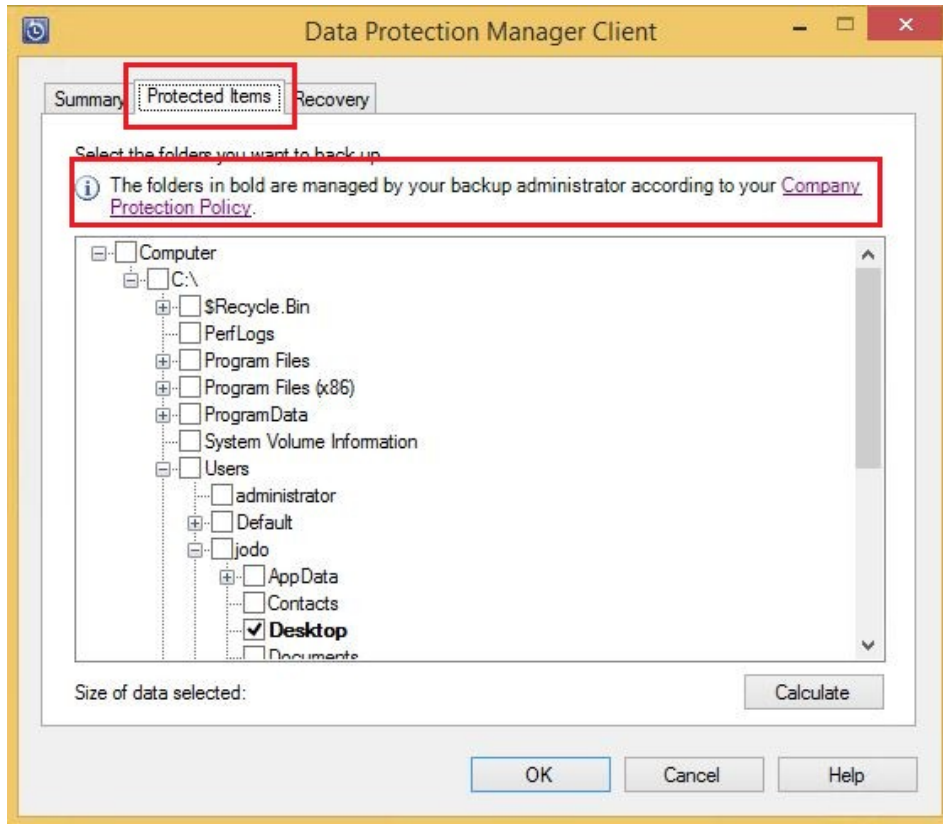 Data Protection Manager Client
Summary Protected Items Recovery
Select the folders you want to back up
The folders in bold are managed by your backup administrator according to your Company
Protection Policy.
Computer
C:\
$Recycle.Bin
PerfLogs
Program Files
Program Files (x86)
ProgramData
System Volume Information
Users
administrator
Default
jodo
AppData
Contacts
Desktop
Documents
Size of data selected:
Calculate
OK Cancel Help